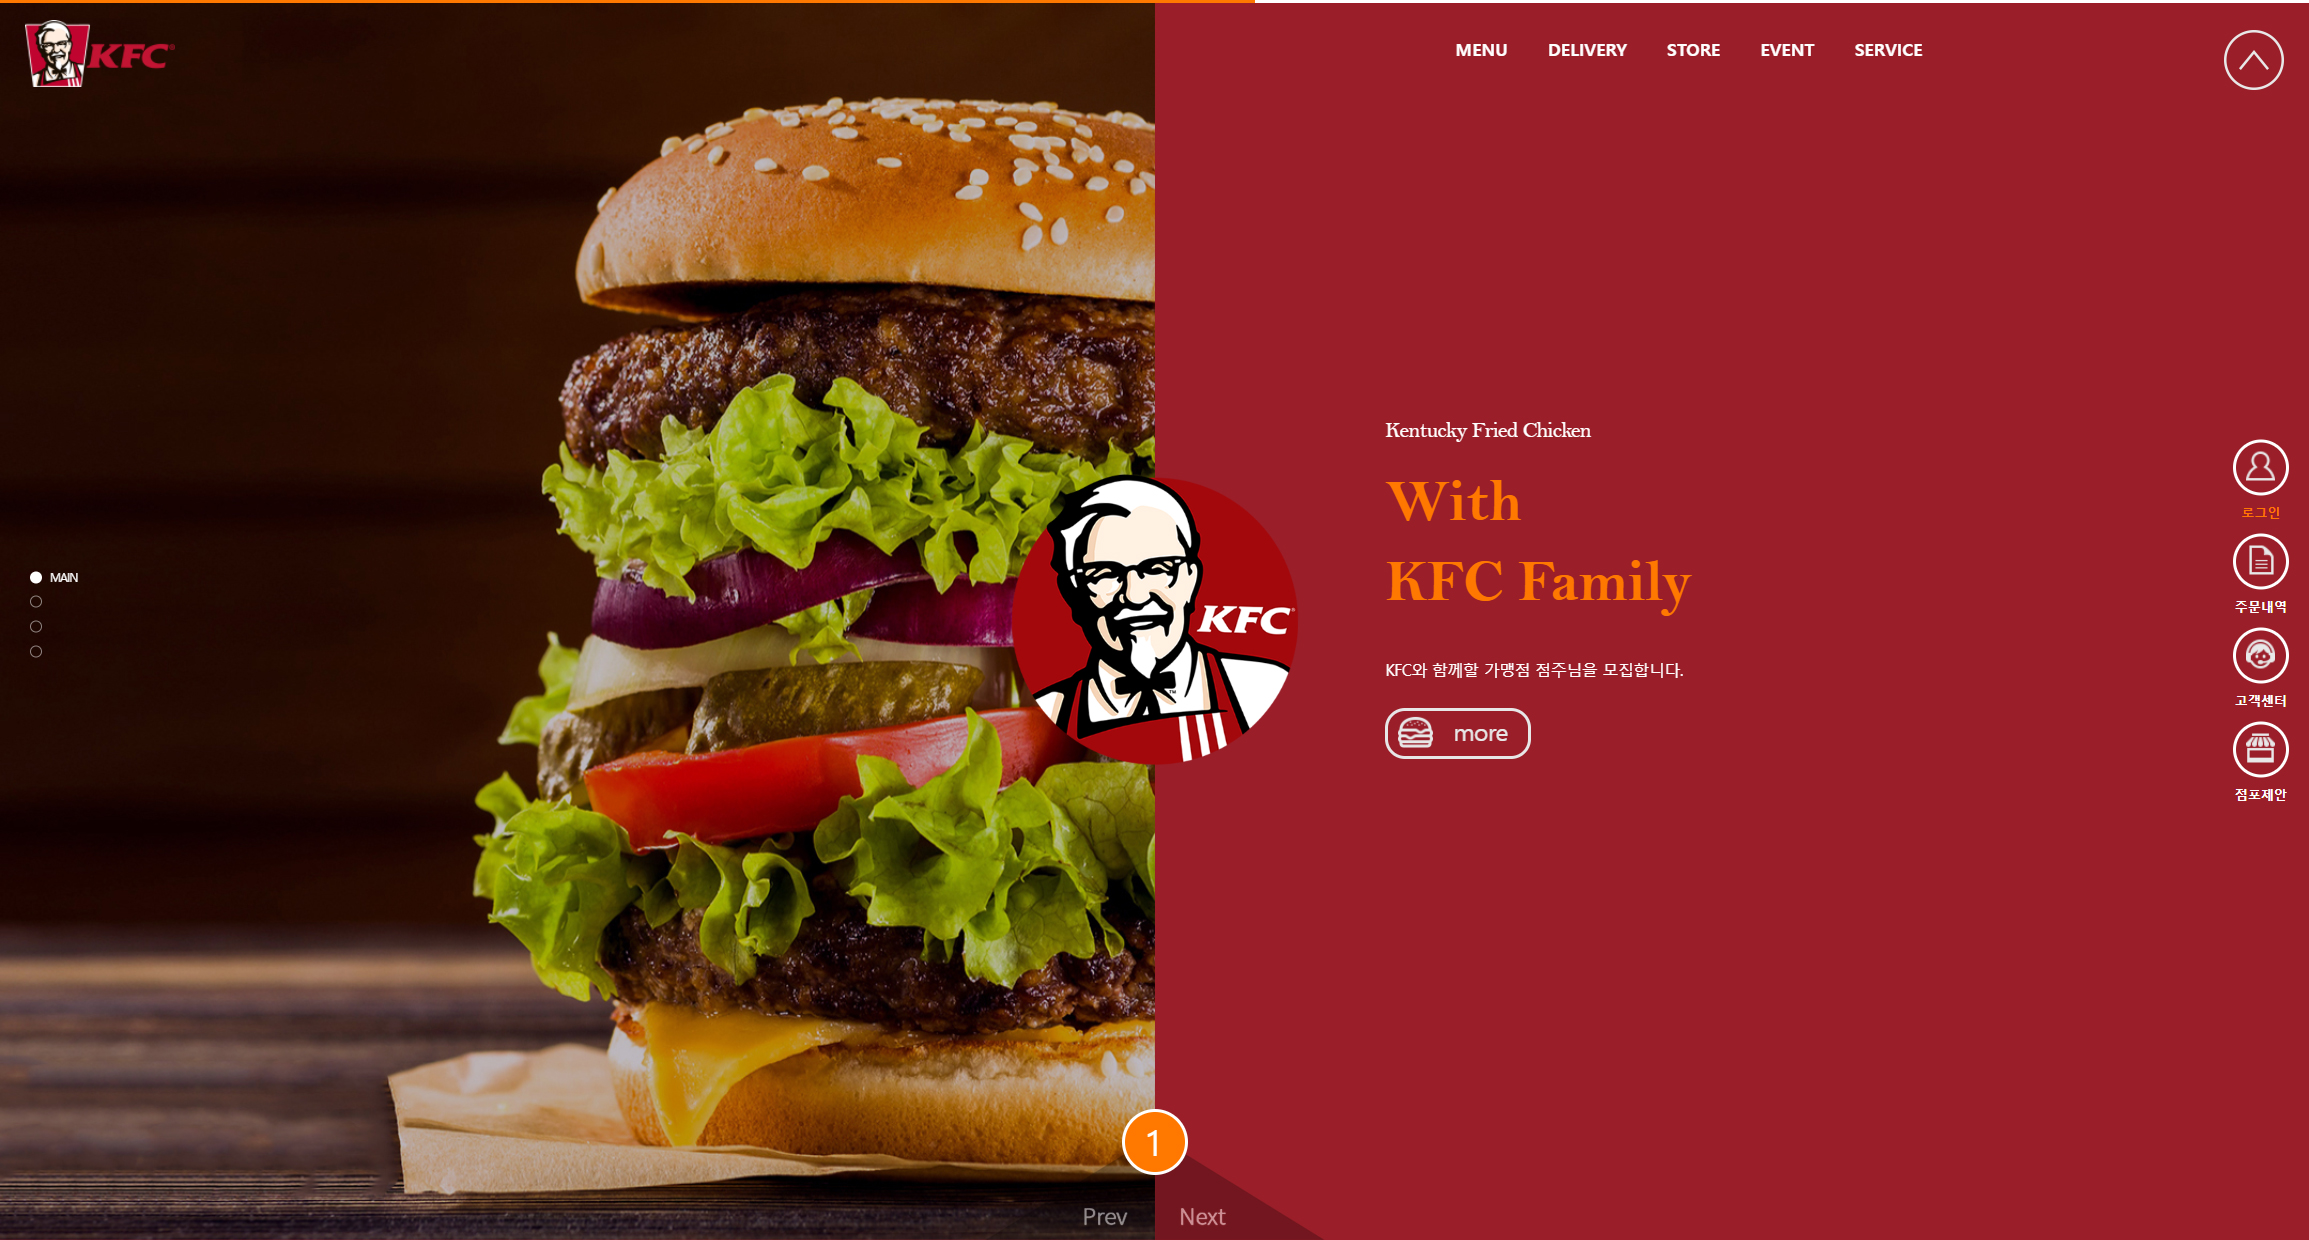 KFC
MENU DELIVERY STORE EVENT SERVICE
Kentucky Fried Chicken
With
KFC Family
KFC와 함께할 가맹점 점주님을 모집합니다.
more
KFC
TM
MAIN
로그인
주문내역
고객센터
점포제안
1
Prev Next